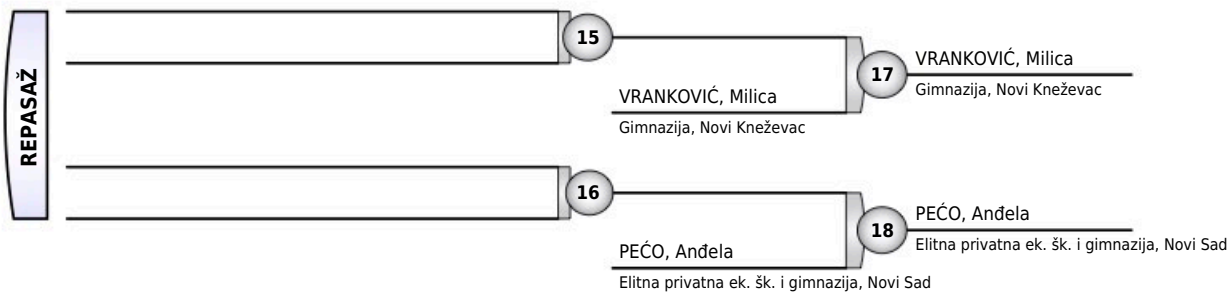 REPASAŽ
15
VRANKOVIĆ, Milica
Gimnazija, Novi Kneževac
17
VRANKOVIĆ, Milica
Gimnazija, Novi Kneževac
16
PEĆO, Anđela
Elitna privatna ek. šk. i gimnazija, Novi Sad
18
PEĆO, Anđela
Elitna privatna ek. šk. i gimnazija, Novi Sad